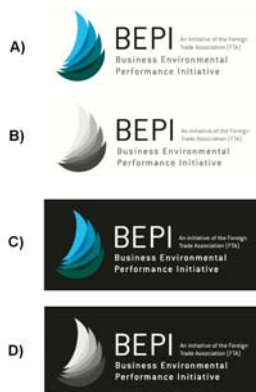 A)
BEPI
An initiative of the Foreign
Trade Association (FTA)
Business Environmental
Performance Initiative
B)
BEPI
An initiative of the Foreign
Trade Association (FTA)
Business Environmental
Performance Initiative
C)
BEPI
An initiative of the Foreign
Trade Association (FTA)
Business Environmental
Performance Initiative
D)
BEPI
An initiative of the Foreign
Trade Association (FTA)
Business Environmental
Performance Initiative